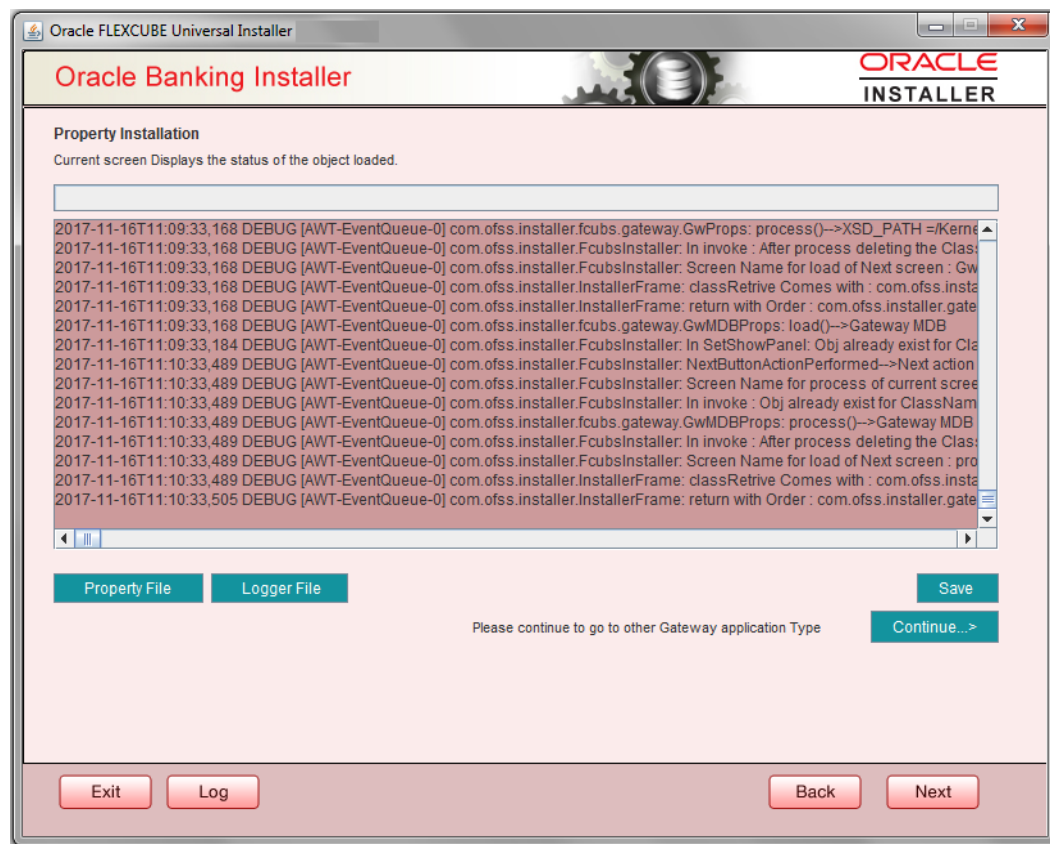 Oracle FLEXCUBE Universal Installer
Oracle Banking Installer
ORACLE
INSTALLER
Property Installation
Current screen Displays the status of the object loaded.
2017-11-16T11:09:33,168 DEBUG [AWT-EventQueue-0] com.ofss.installer.fcubs.gateway.GwProps: process()-->XSD_PATH =/Kerne
2017-11-16T11:09:33,168 DEBUG [AWT-EventQueue-0] com.ofss.installer.FcubsInstaller: In invoke : After process deleting the Clas
2017-11-16T11:09:33,168 DEBUG [AWT-EventQueue-0] com.ofss.installer.FcubsInstaller: Screen Name for load of Next screen : Gw
2017-11-16T11:09:33,168 DEBUG [AWT-EventQueue-0] com.ofss.installer.InstallerFrame: classRetrive Comes with : com.ofss.insta
2017-11-16T11:09:33,168 DEBUG [AWT-EventQueue-0] com.ofss.installer.InstallerFrame: return with Order : com.ofss.installer.gate
2017-11-16T11:09:33,168 DEBUG [AWT-EventQueue-0] com.ofss.installer.fcubs.gateway.GwMDBProps: load()-->Gateway MDB
2017-11-16T11:09:33,184 DEBUG [AWT-EventQueue-0] com.ofss.installer.FcubsInstaller: In SetShowPanel: Obj already exist for Cla
2017-11-16T11:10:33,489 DEBUG [AWT-EventQueue-0] com.ofss.installer.FcubsInstaller: NextButtonActionPerformed-->Next action
2017-11-16T11:10:33,489 DEBUG [AWT-EventQueue-0] com.ofss.installer.FcubsInstaller: Screen Name for process of current scree
2017-11-16T11:10:33,489 DEBUG [AWT-EventQueue-0] com.ofss.installer.FcubsInstaller: In invoke : Obj already exist for ClassNam
2017-11-16T11:10:33,489 DEBUG [AWT-EventQueue-0] com.ofss.installer.fcubs.gateway.GwMDBProps: process()-->Gateway MDB
2017-11-16T11:10:33,489 DEBUG [AWT-EventQueue-0] com.ofss.installer.FcubsInstaller: In invoke : After process deleting the Clas
2017-11-16T11:10:33,489 DEBUG [AWT-EventQueue-0] com.ofss.installer.FcubsInstaller: Screen Name for load of Next screen : pro
2017-11-16T11:10:33,489 DEBUG [AWT-EventQueue-0] com.ofss.installer.InstallerFrame: classRetrive Comes with : com.ofss.insta
2017-11-16T11:10:33,505 DEBUG [AWT-EventQueue-0] com.ofss.installer.InstallerFrame: return with Order : com.ofss.installer.gate
Property File
Logger File
Save
Please continue to go to other Gateway application Type
Continue...>
Exit
Log
Back
Next